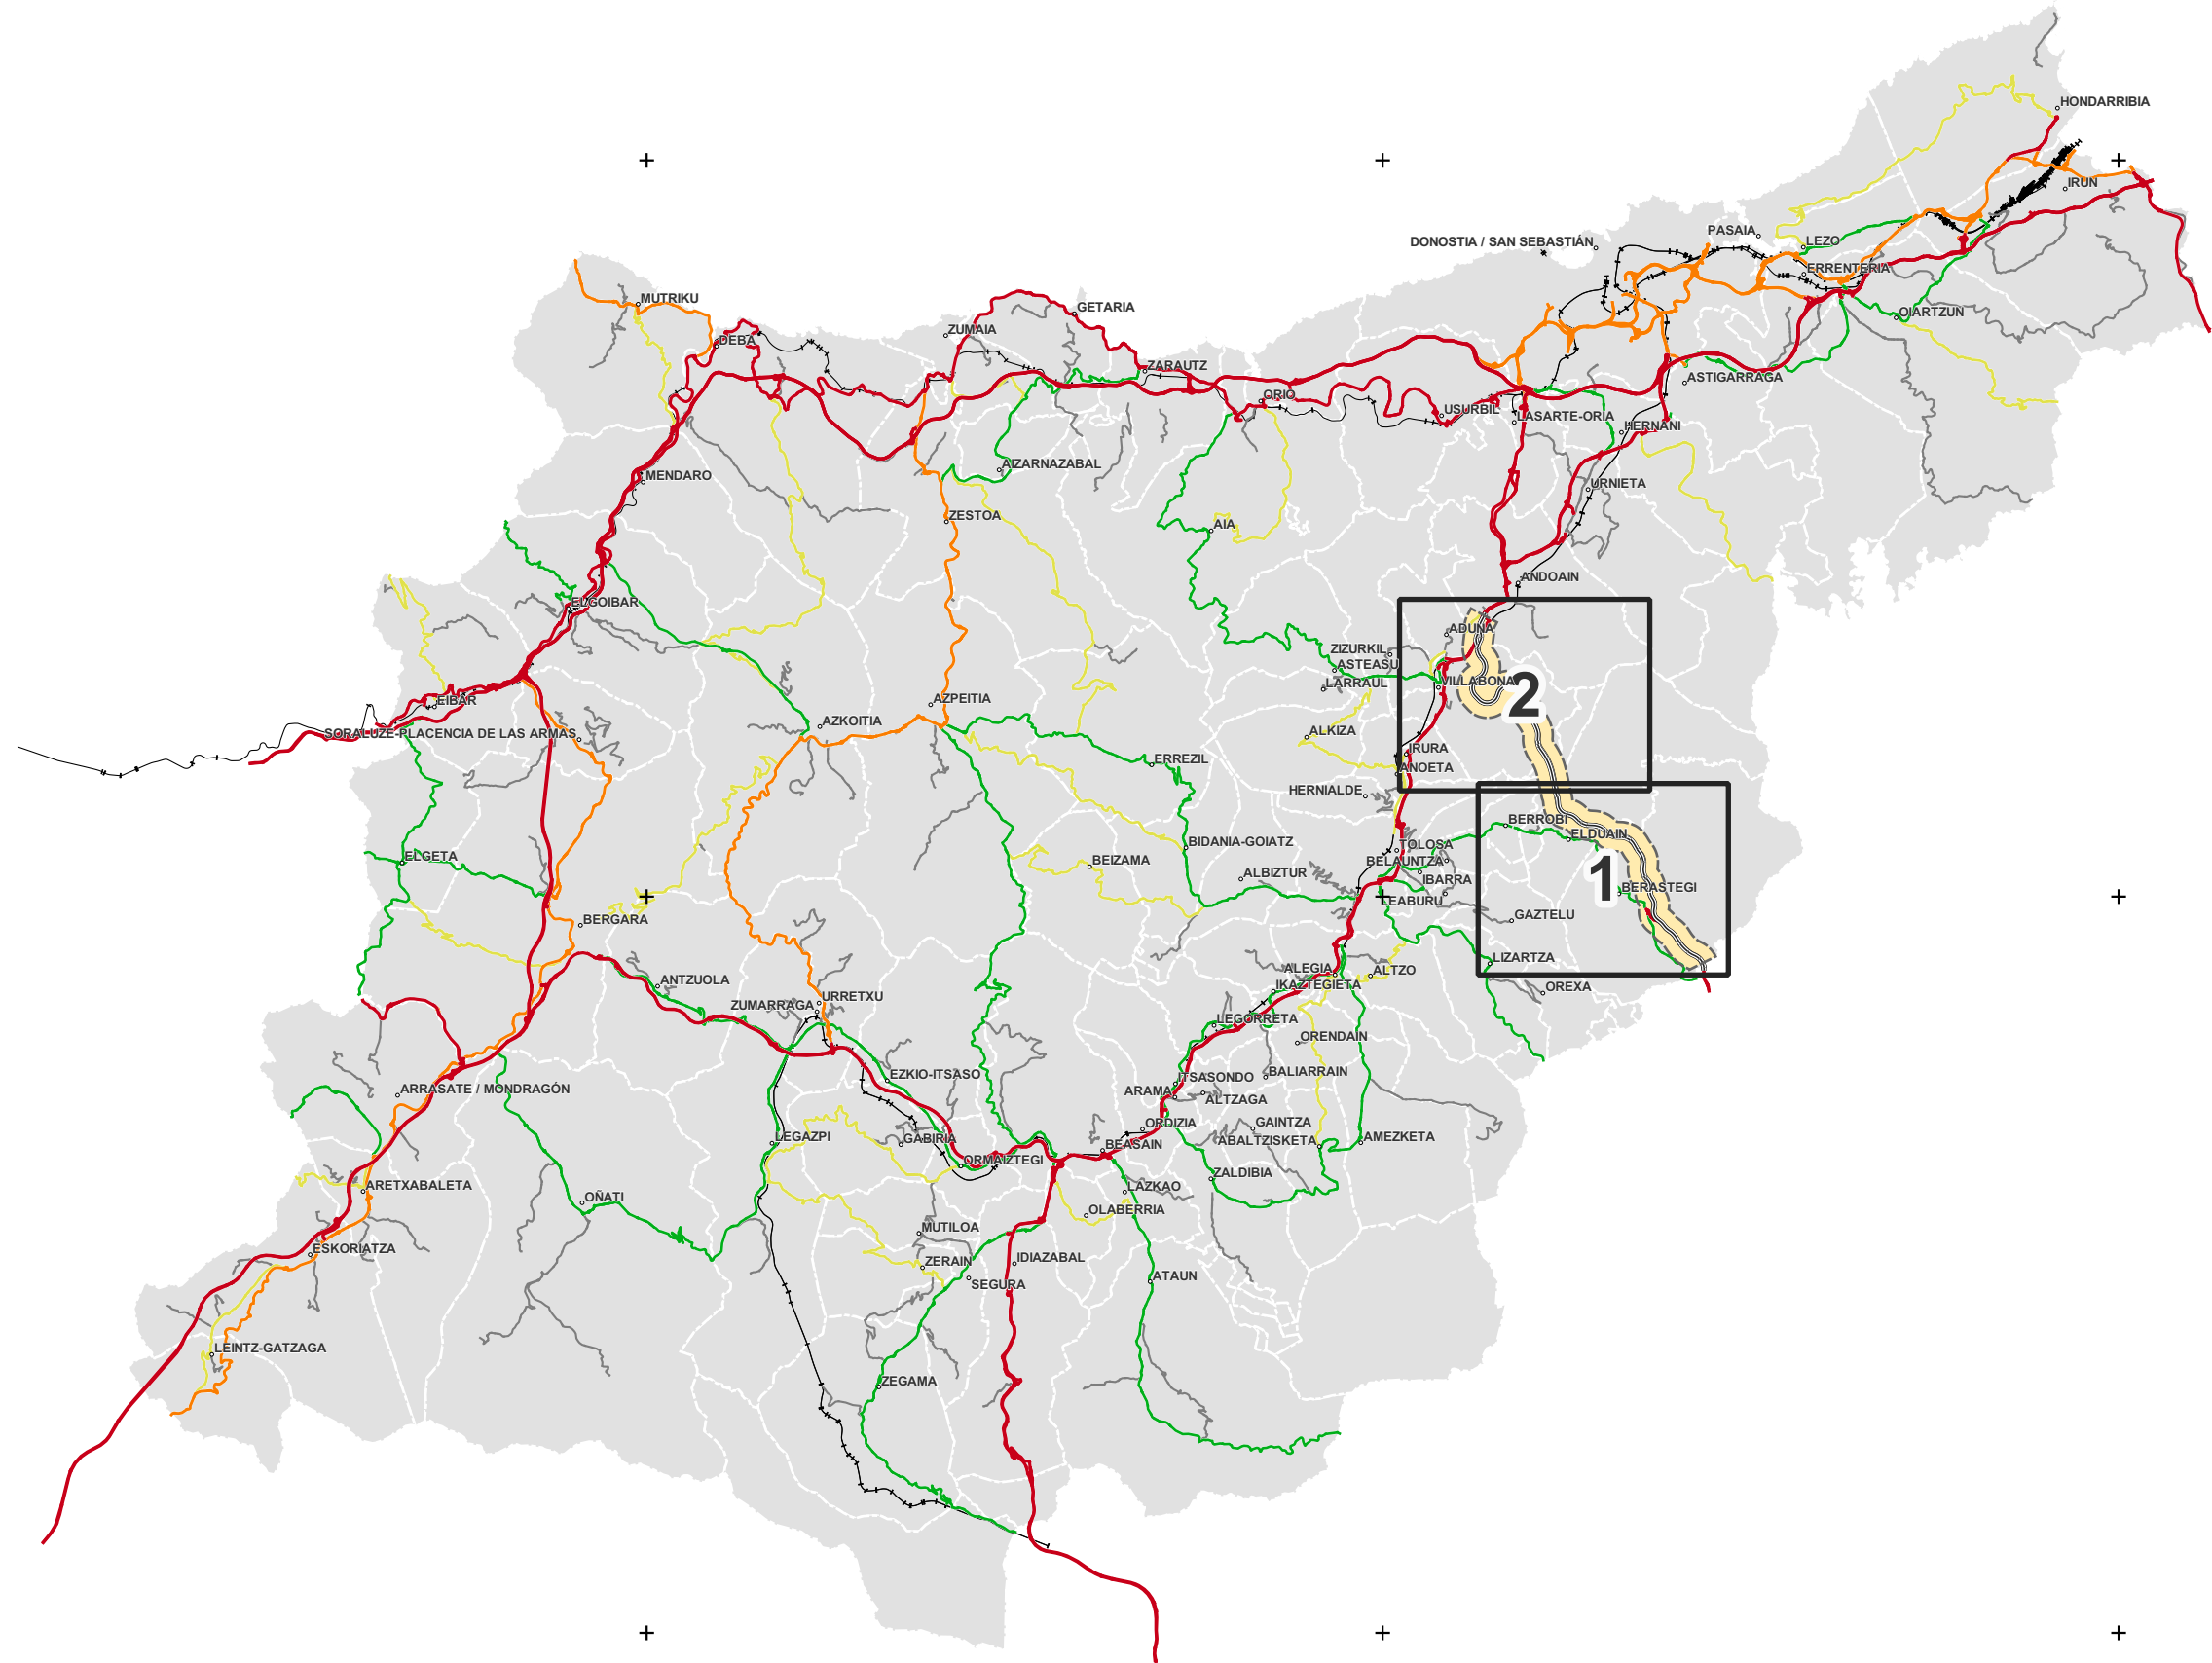 HONDARRIBIA
IRUN
PASAIA
DONOSTIA / SAN SEBASTIÁN
LEZO
ERRENTERIA
MUTRIKU
GETARIA
OIARTZUN
ZUMAIA
DEBA
ZARAUTZ
ASTIGARRAGA
ORIO
USURBIL
LASARTE-ORIA
HERNANI
AIZARNAZABAL
MENDARO
URNIETA
ZESTOA
AIA
ANDOAIN
ELGOIBAR
ADUNA
ZIZURKIL
ASTEASU
LARRAUL
VILLABONA
2
EIBAR
AZPEITIA
AZKOITIA
ALKIZA
SORALUZE-PLACENCIA DE LAS ARMAS
IRURA
ERREZIL
ANOETA
HERNIALDE
BERROBI
ELDUAIN
BIDANIA-GOIATZ
TOLOSA
ELGETA
BEIZAMA
BELAUNTZA
ALBIZTUR
IBARRA
1
BERASTEGI
LEABURU
GAZTELU
BERGARA
LIZARTZA
ALEGIA
ALTZO
ANTZUOLA
IKAZTEGIETA
OREXA
URRETXU
ZUMARRAGA
LEGORRETA
ORENDAIN
EZKIO-ITSASO
BALIARRAIN
ITSASONDO
ARRASATE / MONDRAGÓN
ARAMA
ALTZAGA
ORDIZIA
GAINTZA
LEGAZPI
GABIRIA
ABALTZISKETA
AMEZKETA
BEASAIN
ORMAIZTEGI
ZALDIBIA
ARETXABALETA
LAZKAO
OÑATI
OLABERRIA
MUTILOA
ESKORIATZA
ZERAIN
IDIAZABAL
SEGURA
ATAUN
LEINTZ-GATZAGA
ZEGAMA